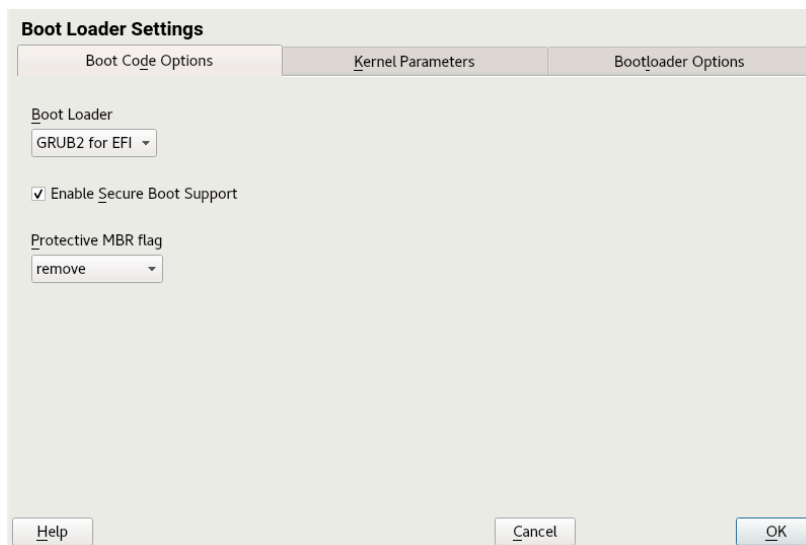 Boot Loader Settings
Boot Code Options Kernel Parameters Bootloader Options
Boot Loader
GRUB2 for EFI
Enable Secure Boot Support
Protective MBR flag
remove
Help Cancel OK